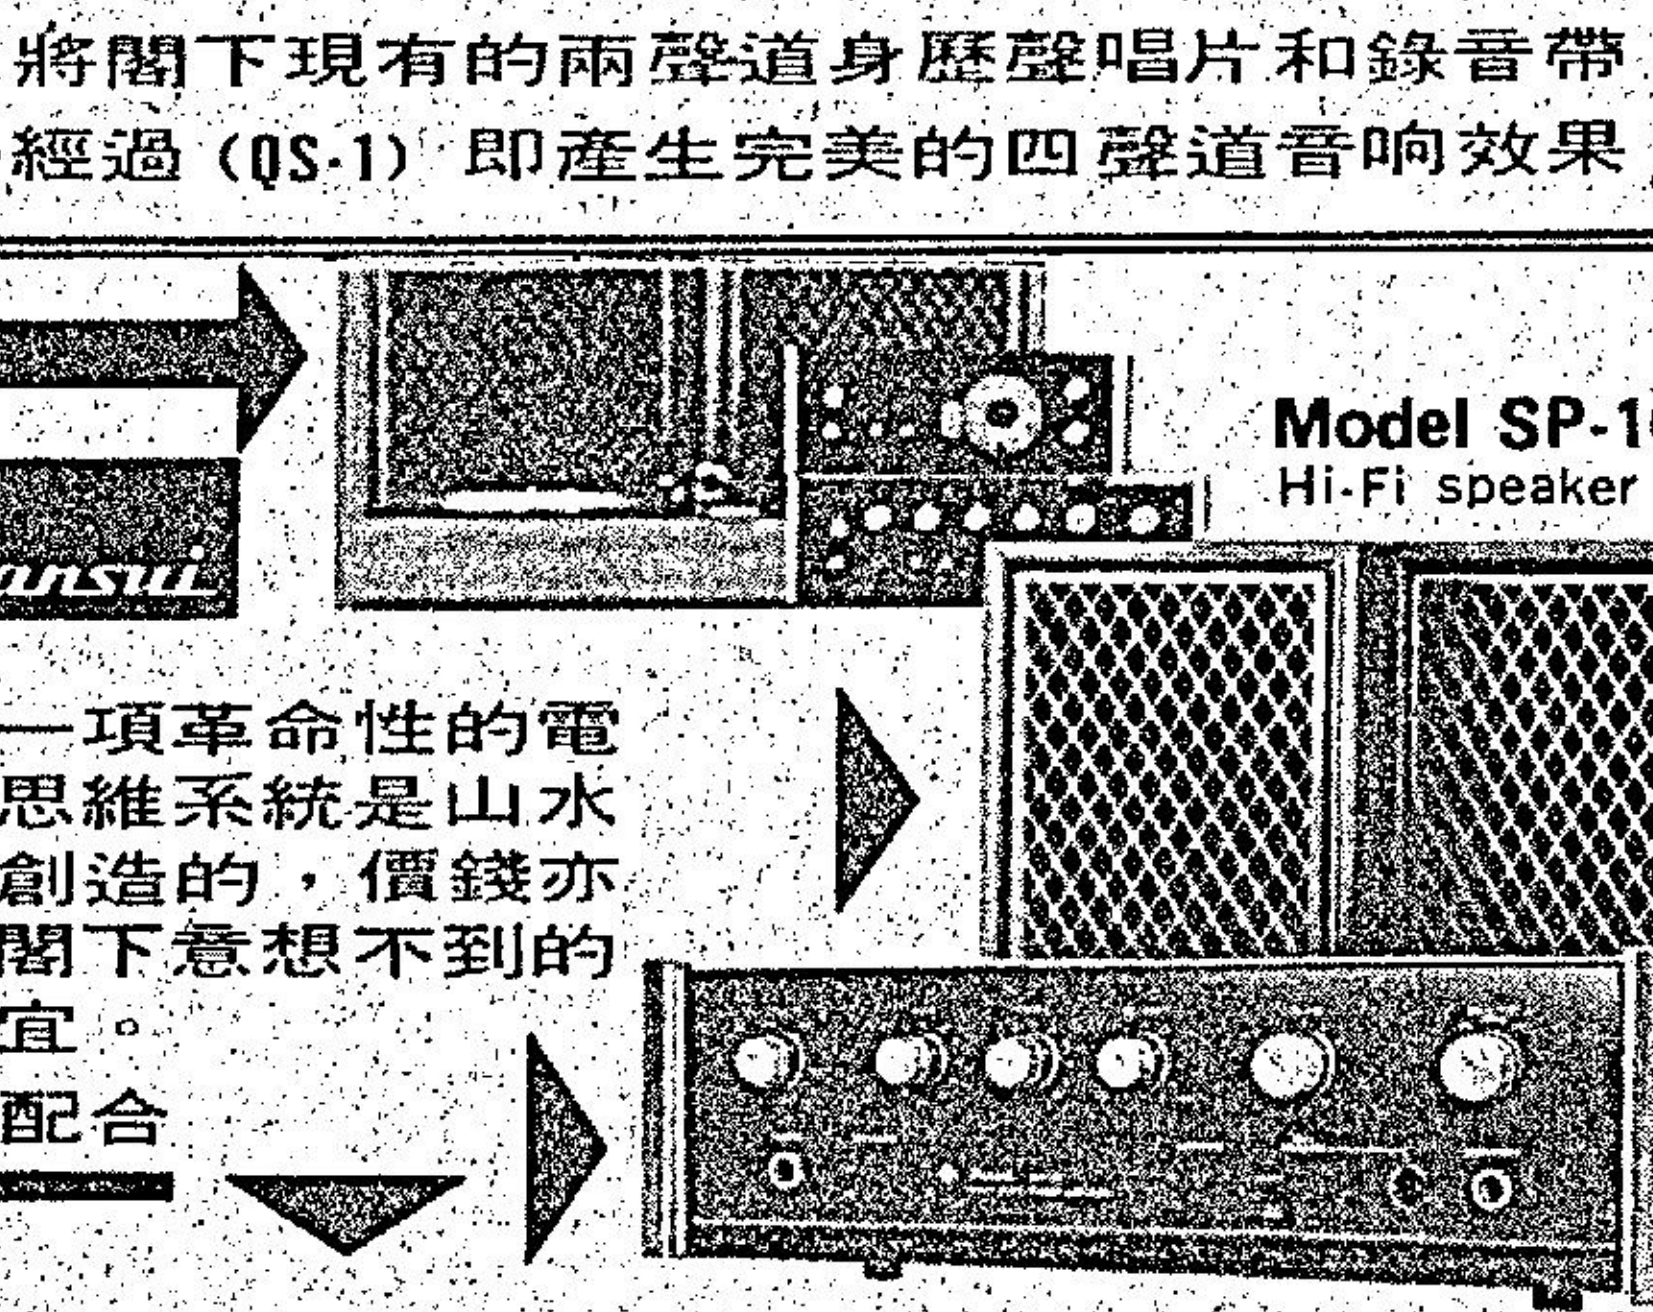 將閣下現有的兩聲道身歷聲唱片和錄音帶
經過（QS-1）即產生完美的四聲道音响效果
Model SP-1
Hi-Fi speaker
ansui
一項革命性的電
思維系統是山水
創造的，價錢亦
閣下意想不到的
宜。
配合